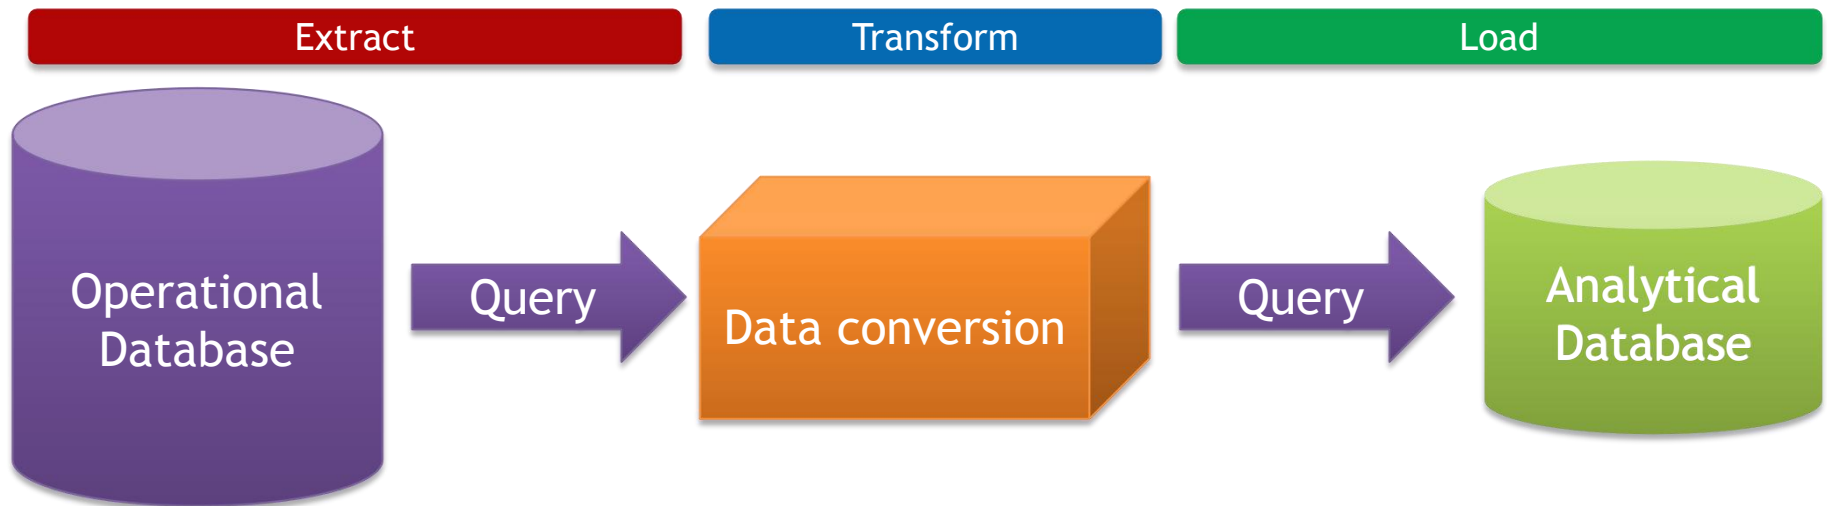 Extract
Transform
Load
Operational
Database
Query
Data conversion
Query
Analytical
Database